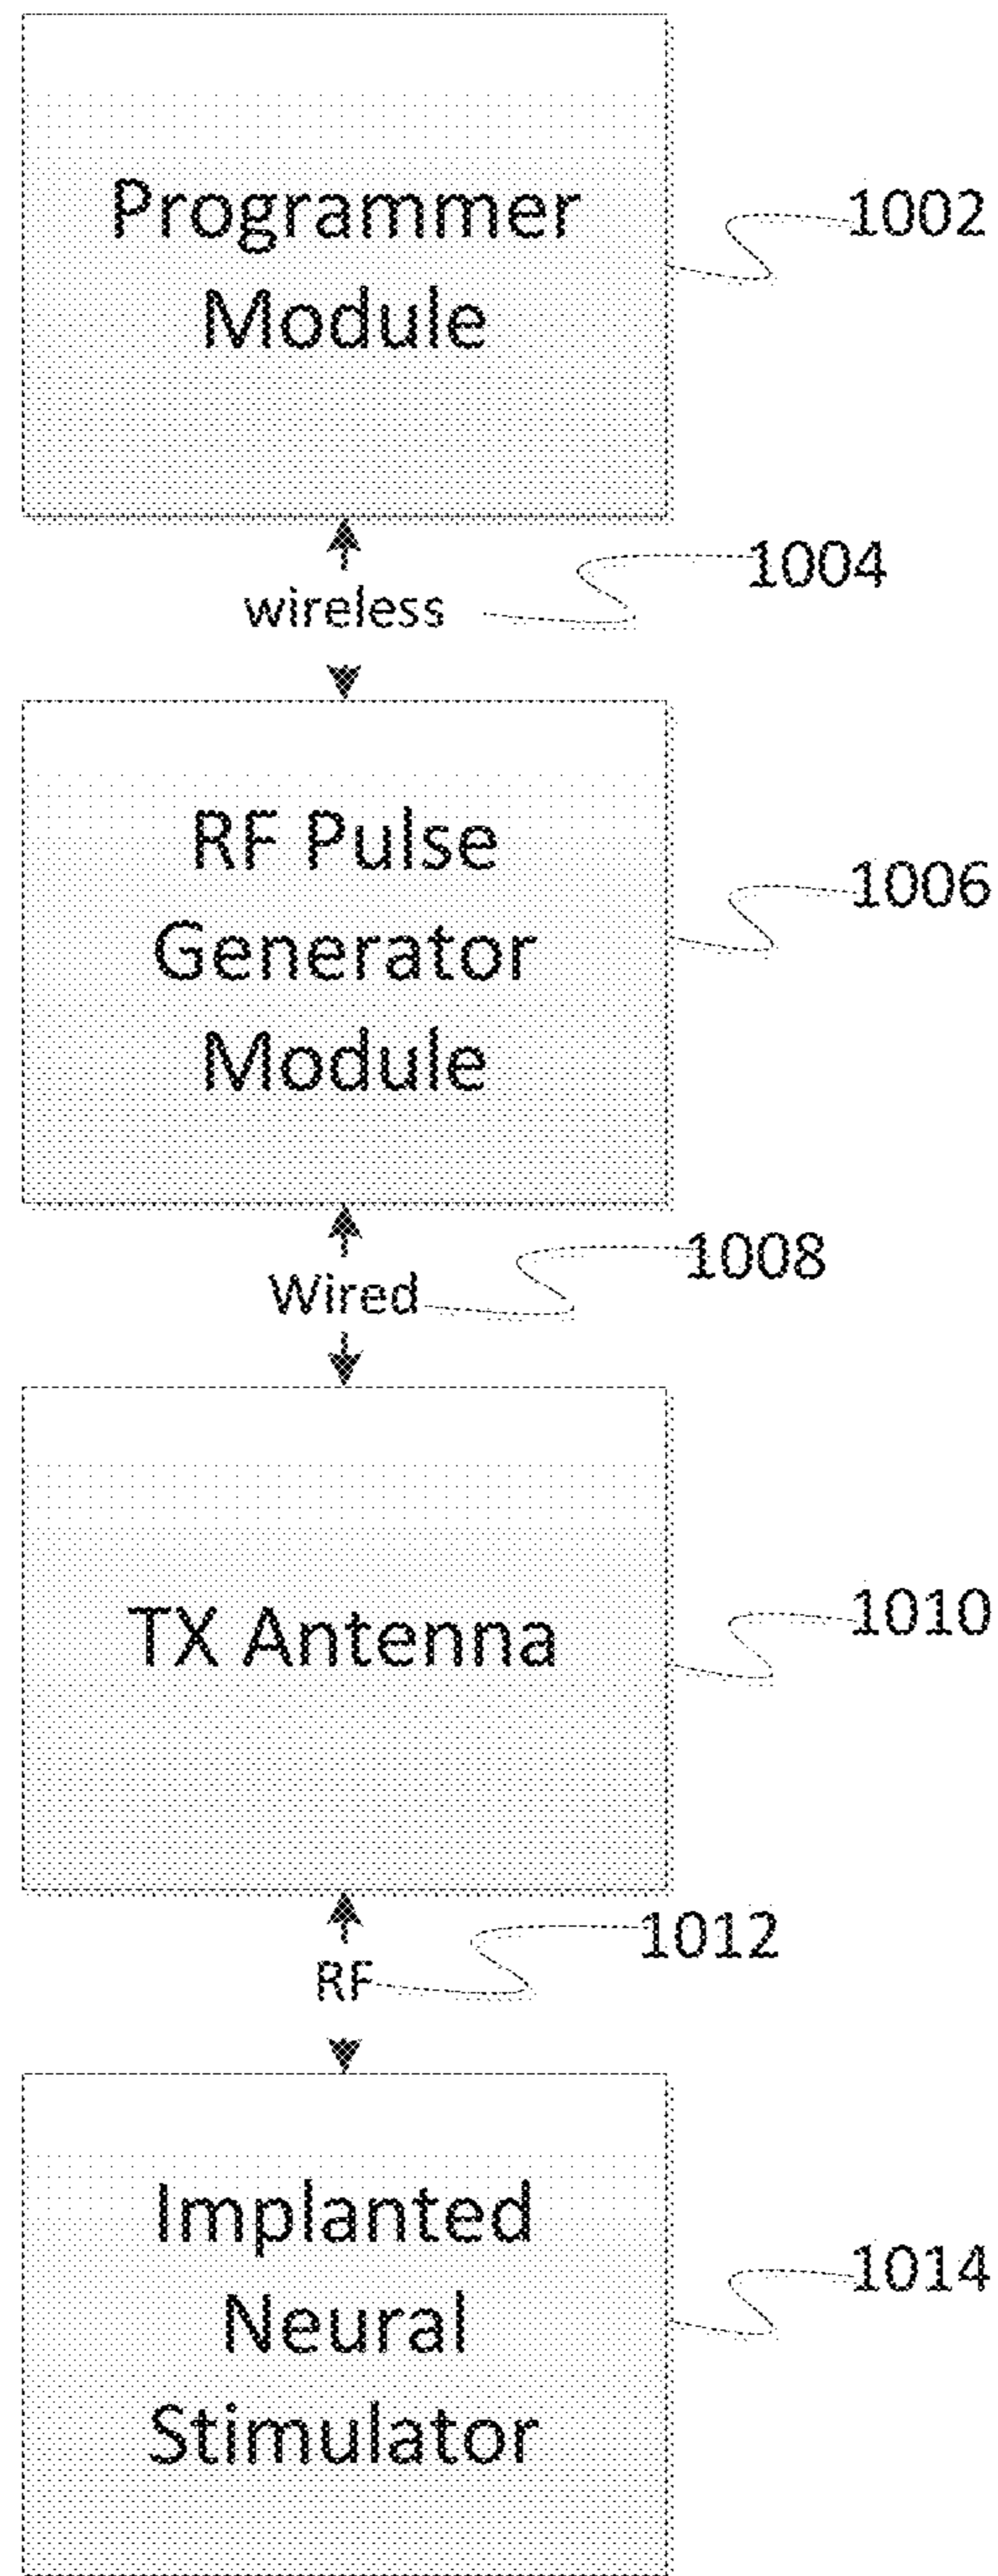 Programmer
Module
1002
wireless
1004
RF Pulse
Generator
Module
1006
Wired
1008
TX Antenna
1010
RF
1012
Implanted
Neural
Stimulator
1014